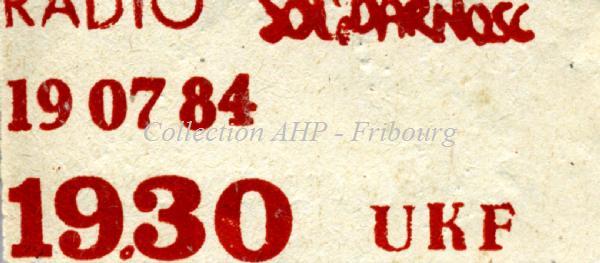 RADIO SOLIDARNOSC
19 07 84
Collection AHP - Fribourg
19.30 UKF